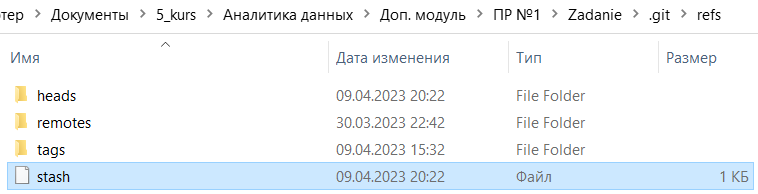 отер > Документы > 5_kurs > Аналитика данных > Доп. модуль > ПР №1 > Zadanie > .git > refs
Имя Дата изменения Тип Размер
heads 09.04.2023 20:22 File Folder
remotes 30.03.2023 22:42 File Folder
tags 09.04.2023 15:32 File Folder
stash 09.04.2023 20:22 Файл 1 КБ